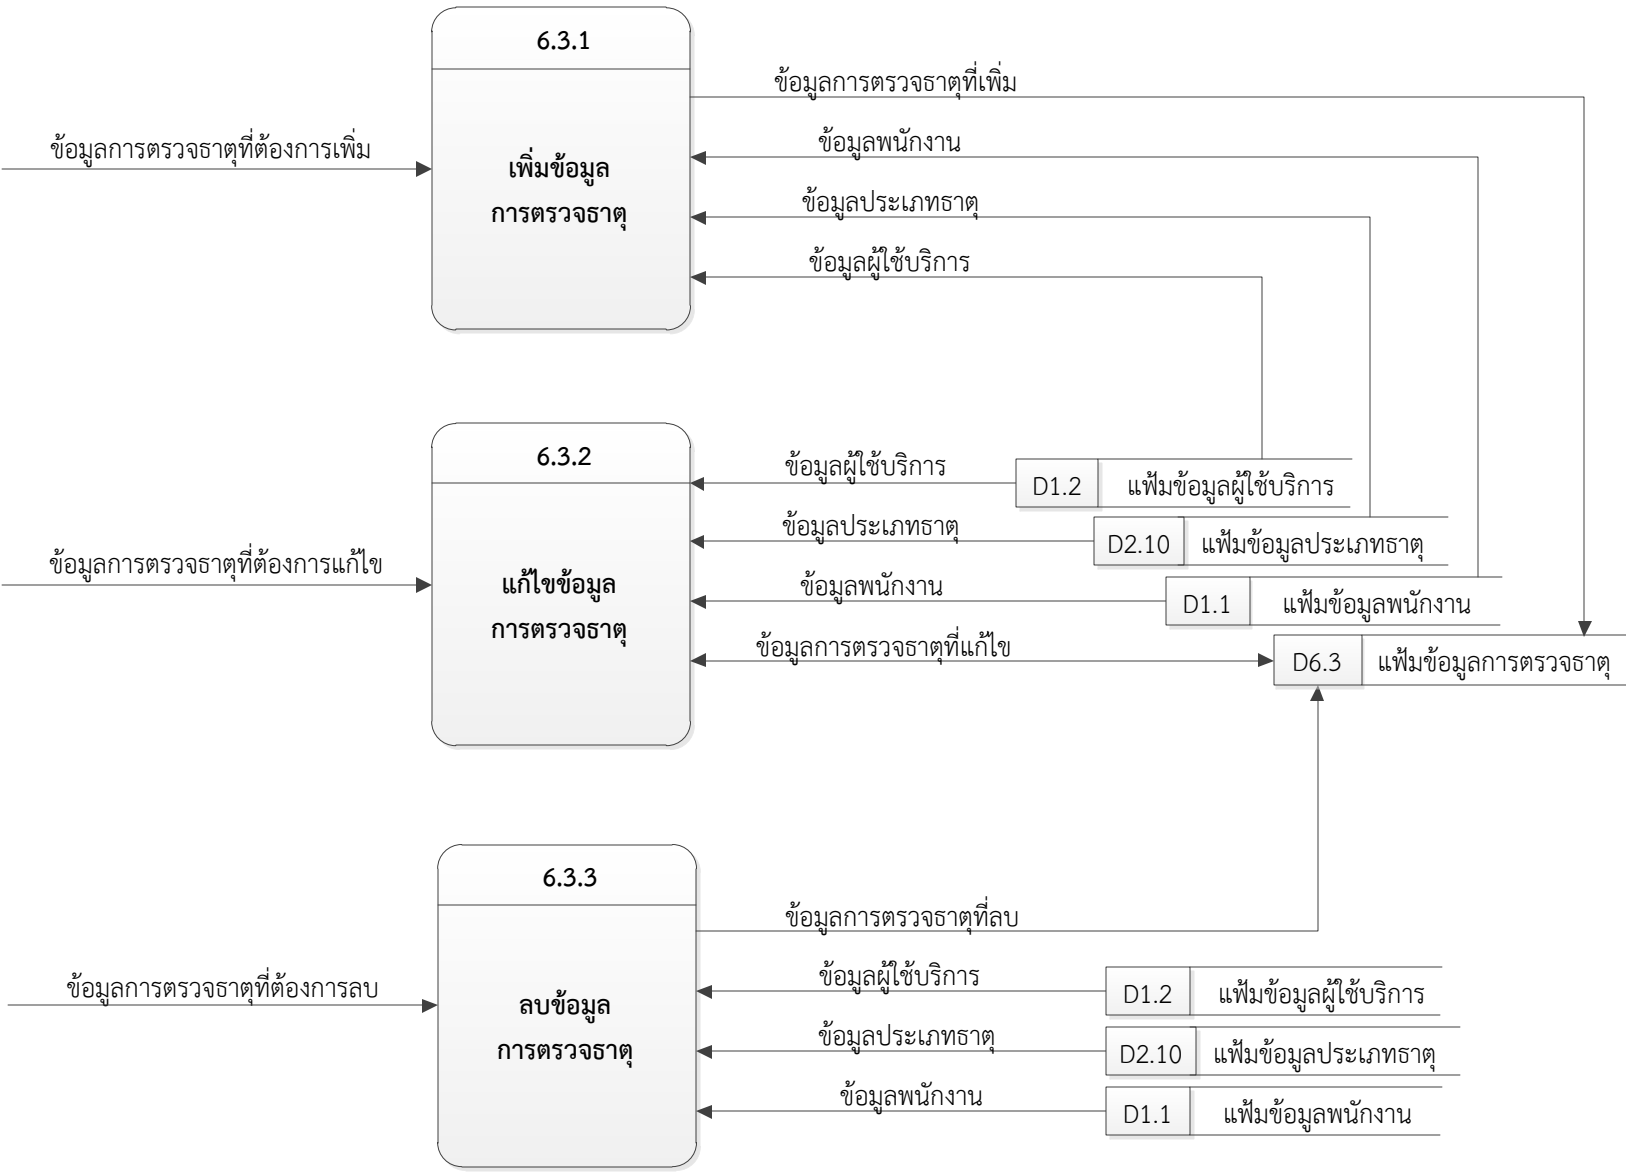 6.3.1
ข้อมูลการตรวจธาตุที่เพิ่ม
ข้อมูลการตรวจธาตุที่ต้องการเพิ่ม
ข้อมูลพนักงาน
เพิ่มข้อมูล
การตรวจธาตุ
ข้อมูลประเภทธาตุ
ข้อมูลผู้ใช้บริการ
6.3.2
ข้อมูลผู้ใช้บริการ
D1.2 แฟ้มข้อมูลผู้ใช้บริการ
ข้อมูลประเภทธาตุ
D2.10 แฟ้มข้อมูลประเภทธาตุ
ข้อมูลการตรวจธาตุที่ต้องการแก้ไข
แก้ไขข้อมูล
การตรวจธาตุ
ข้อมูลพนักงาน
D1.1 แฟ้มข้อมูลพนักงาน
ข้อมูลการตรวจธาตุที่แก้ไข
D6.3 แฟ้มข้อมูลการตรวจธาตุ
6.3.3
ข้อมูลการตรวจธาตุที่ลบ
ข้อมูลการตรวจธาตุที่ต้องการลบ
ลบข้อมูล
การตรวจธาตุ
ข้อมูลผู้ใช้บริการ
D1.2 แฟ้มข้อมูลผู้ใช้บริการ
ข้อมูลประเภทธาตุ
D2.10 แฟ้มข้อมูลประเภทธาตุ
ข้อมูลพนักงาน
D1.1 แฟ้มข้อมูลพนักงาน